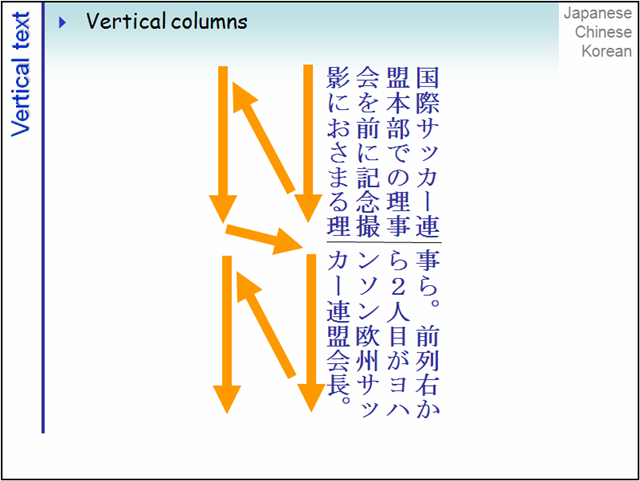 Vertical text
Vertical columns
Japanese
Chinese
Korean
国際サッカー連
盟本部での理事
会を前に記念撮
影におさまる理
事ら。前列右か
ら２人目がヨハ
ンソン欧州サッ
カー連盟会長。